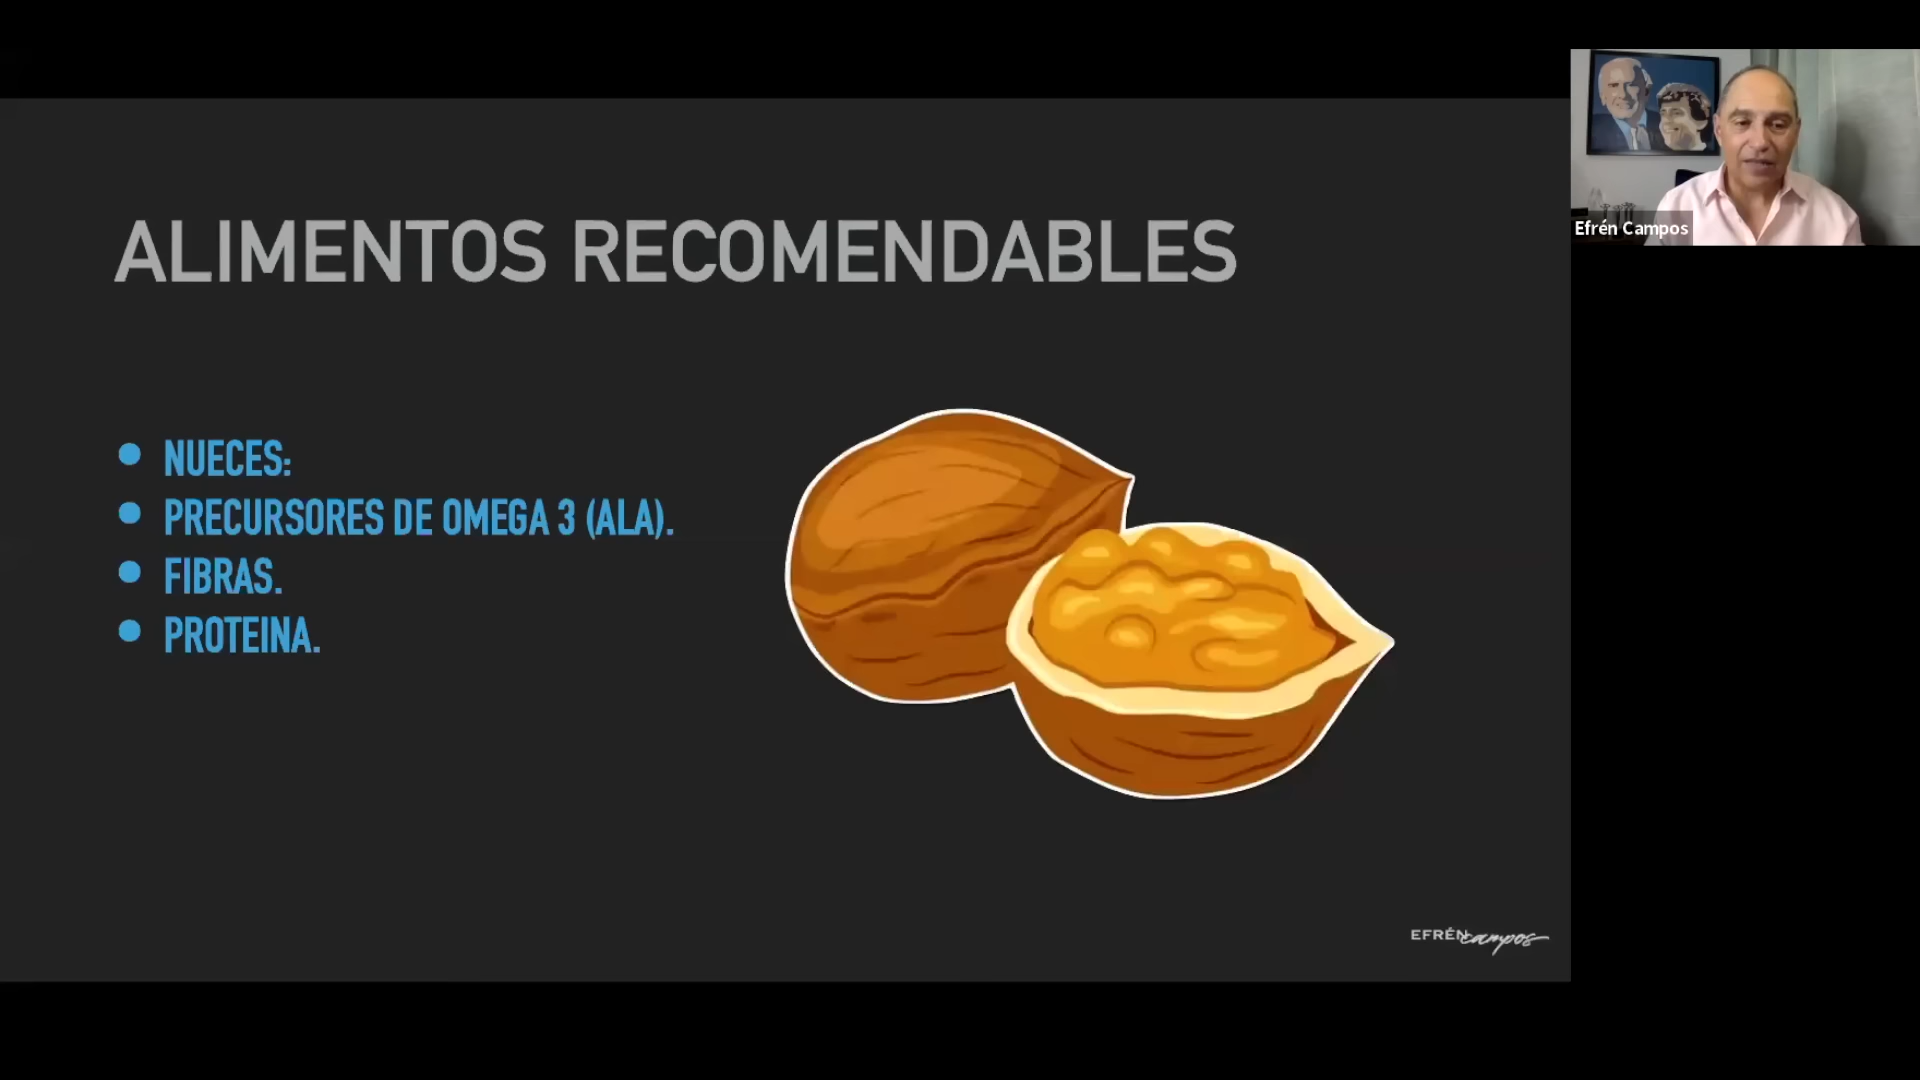 ALIMENTOS RECOMENDABLES
NUECES:
PRECURSORES DE OMEGA 3 (ALA).
FIBRAS.
PROTEINA.
Efrén Campos
EFRÉN campos